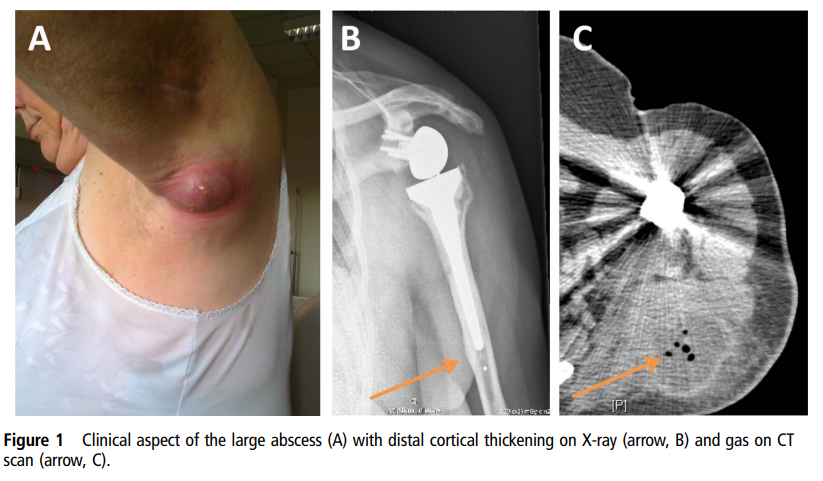 A
B
C
[P]
Figure 1 Clinical aspect of the large abscess (A) with distal cortical thickening on X-ray (arrow, B) and gas on CT
scan (arrow, C).